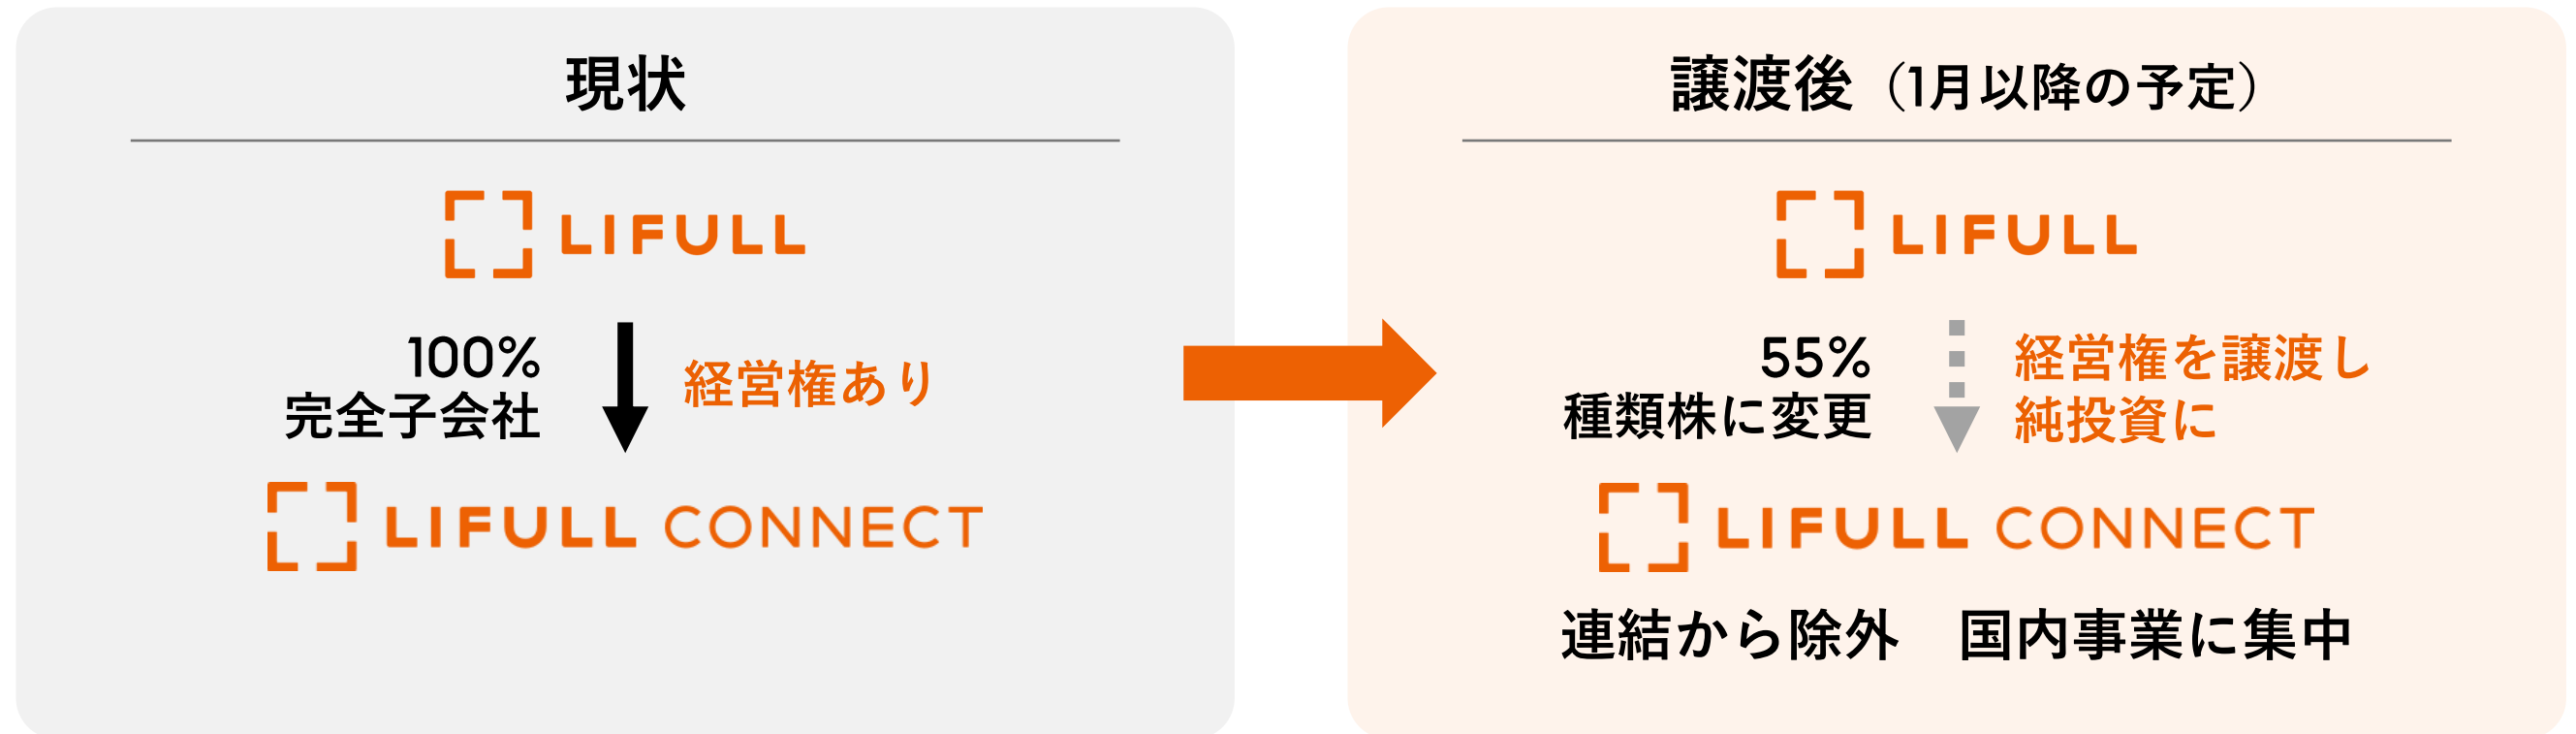 現状
LIFULL
100%
完全子会社
経営権あり
LIFULL CONNECT
譲渡後（1月以降の予定）
LIFULL
55%
種類株に変更
経営権を譲渡し
純投資に
LIFULL CONNECT
連結から除外　国内事業に集中